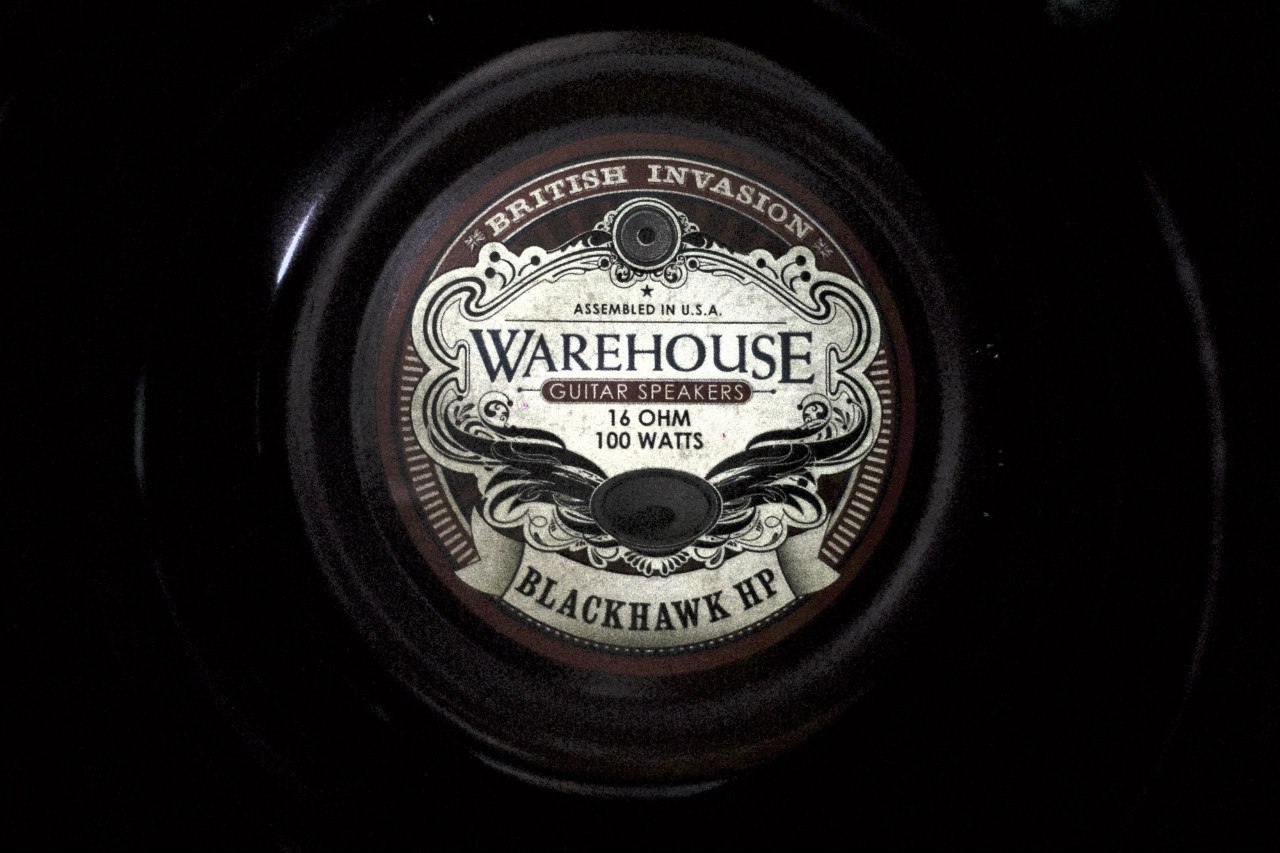 BRITISH INVASION
ASSEMBLED IN U.S.A.
WAREHOUSE
GUITAR SPEAKERS
16 OHM
100 WATTS
BLACKHAWK HP